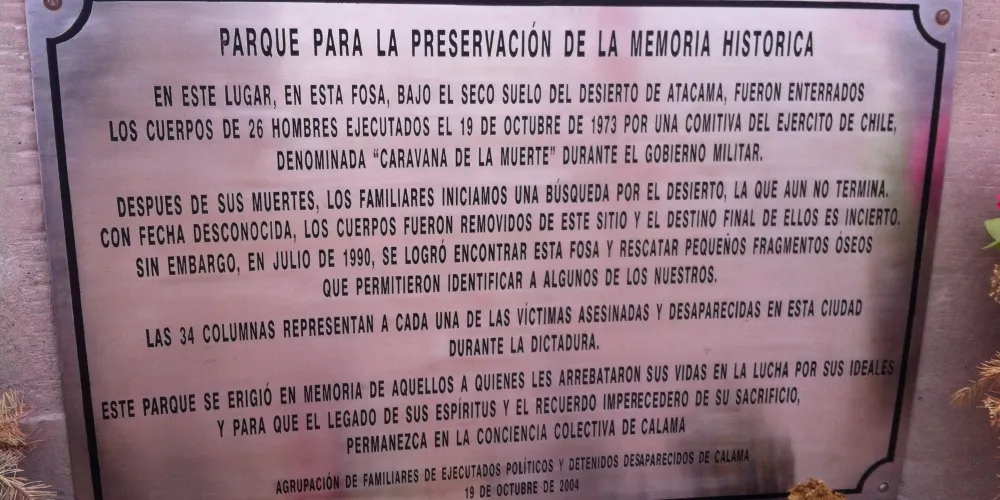 PARQUE PARA LA PRESERVACIÓN DE LA MEMORIA HISTORICA
EN ESTE LUGAR, EN ESTA FOSA, BAJO EL SECO SUELO DEL DESIERTO DE ATACAMA, FUERON ENTERRADOS
LOS CUERPOS DE 26 HOMBRES EJECUTADOS EL 19 DE OCTUBRE DE 1973 POR UNA COMITIVA DEL EJERCITO DE CHILE,
DENOMINADA “CARAVANA DE LA MUERTE” DURANTE EL GOBIERNO MILITAR.
DESPUES DE SUS MUERTES, LOS FAMILIARES INICIAMOS UNA BÚSQUEDA POR EL DESIERTO, LA QUE AUN NO TERMINA.
CON FECHA DESCONOCIDA, LOS CUERPOS FUERON REMOVIDOS DE ESTE SITIO Y EL DESTINO FINAL DE ELLOS ES INCIERTO.
SIN EMBARGO, EN JULIO DE 1990, SE LOGRÓ ENCONTRAR ESTA FOSA Y RESCATAR PEQUEÑOS FRAGMENTOS ÓSEOS
QUE PERMITIERON IDENTIFICAR A ALGUNOS DE LOS NUESTROS.
LAS 34 COLUMNAS REPRESENTAN A CADA UNA DE LAS VÍCTIMAS ASESINADAS Y DESAPARECIDAS EN ESTA CIUDAD
DURANTE LA DICTADURA.
ESTE PARQUE SE ERIGIÓ EN MEMORIA DE AQUELLOS A QUIENES LES ARREBATARON SUS VIDAS EN LA LUCHA POR SUS IDEALES
Y PARA QUE EL LEGADO DE SUS ESPÍRITUS Y EL RECUERDO IMPERECEDERO DE SU SACRIFICIO,
PERMANEZCA EN LA CONCIENCIA COLECTIVA DE CALAMA
AGRUPACIÓN DE FAMILIARES DE EJECUTADOS POLÍTICOS Y DETENIDOS DESAPARECIDOS DE CALAMA
19 DE OCTUBRE DE 2004